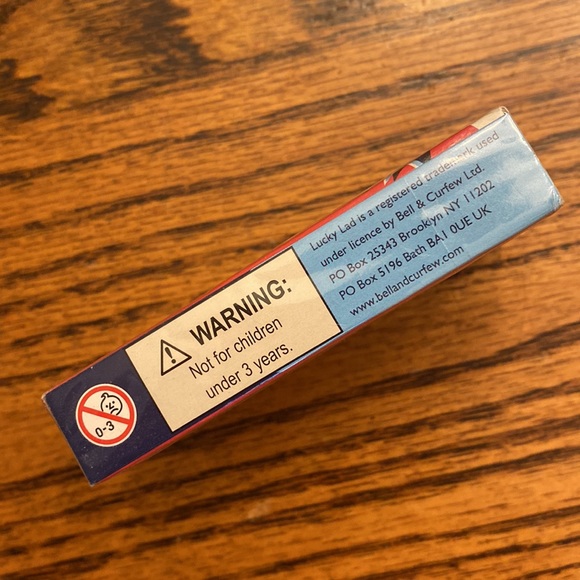 Lucky Lad is a registered trademark used
under licence by Bell & Curfew Ltd.
PO Box 25343 Brooklyn NY 11202
PO Box 5196 Bath BA1 0UE UK
www.bellandcurfew.com
WARNING:
Not for children
under 3 years.
0-3